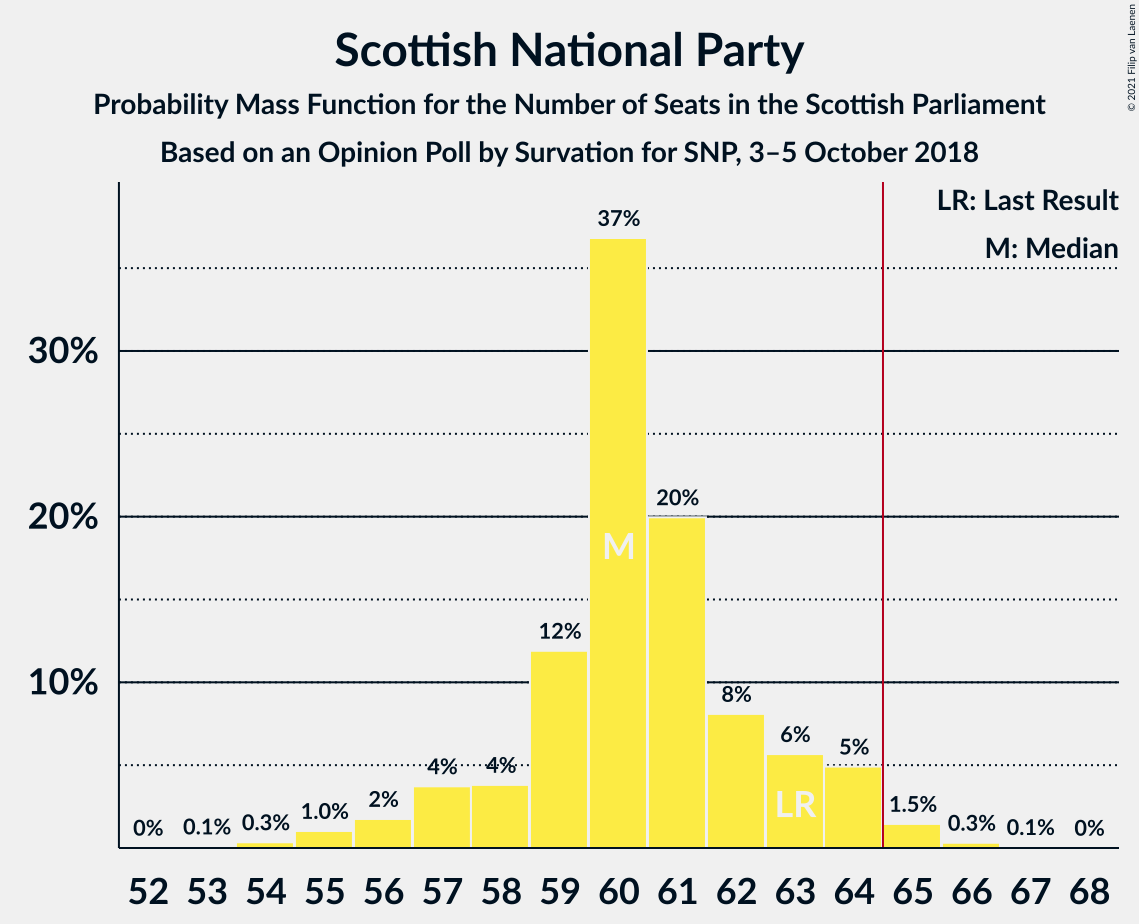 Scottish National Party
Probability Mass Function for the Number of Seats in the Scottish Parliament
Based on an Opinion Poll by Survation for SNP, 3–5 October 2018
© 2021 Filip van Laenen
LR: Last Result
M: Median
30%
20%
10%
0%
0.1%
0.3%
1.0%
2%
4%
4%
12%
37%
20%
8%
6%
5%
1.5%
0.3%
0.1%
0%
M
LR
52 53 54 55 56 57 58 59 60 61 62 63 64 65 66 67 68